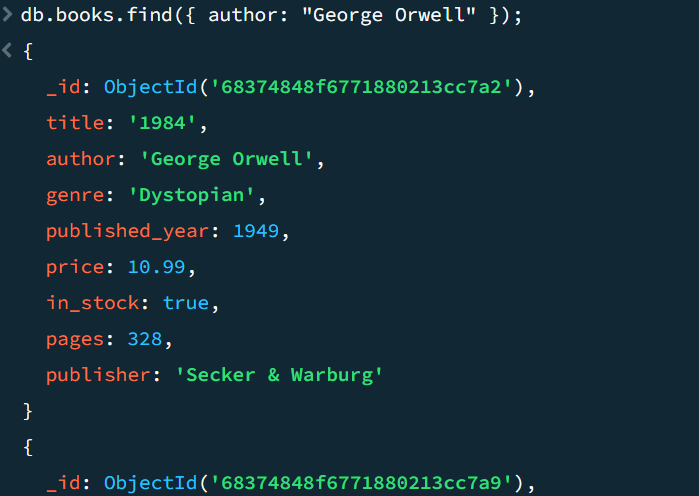 > db.books.find({ author: "George Orwell" });
< {
_id: ObjectId('68374848f6771880213cc7a2'),
title: '1984',
author: 'George Orwell',
genre: 'Dystopian',
published_year: 1949,
price: 10.99,
in_stock: true,
pages: 328,
publisher: 'Secker & Warburg'
}
{
_id: ObjectId('68374848f6771880213cc7a9'),